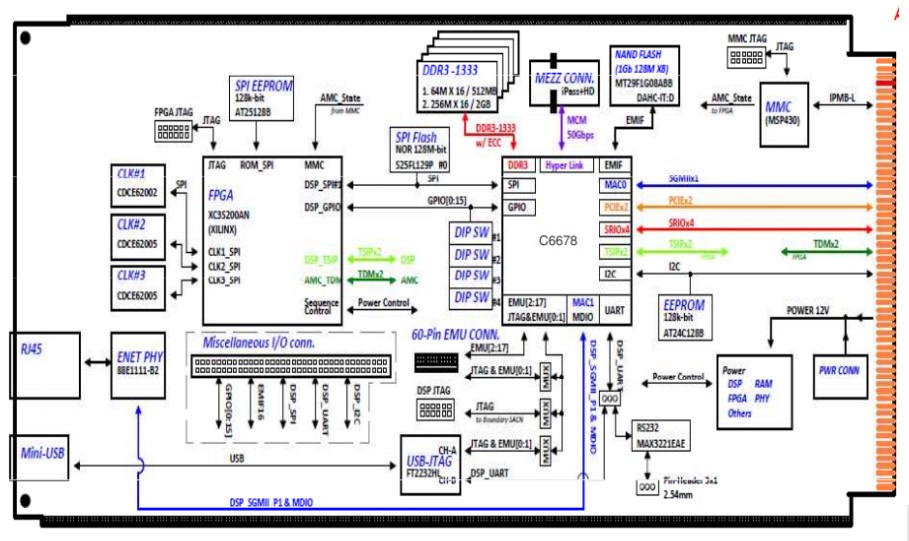 A
DDR3 -1333
1. 64M X 16 / 512MB
2. 256M X 16 / 2GB
MEZZ CONN.
iPass+HD
NAND FLASH
(1Gb 128M X8)
MT29F1G08ABB
DAHC-IT:D
MMC JTAG
JTAG
SPI EEPROM
128k-bit
AT25128B
AMC_State
from MMC
FPGA JTAG
JTAG
SPI Flash
NOR 128M-bit
S25FL129P #0
DDR3-1333
w/ ECC
MCM
50Gbps
EMIF
AMC_State
to FPGA
MMC
(MSP430)
IPMB-L
CLK#1
CDCE62002
CLK#2
CDCE62005
CLK#3
CDCE62005
SPI
JTAG ROM_SPI MMC
FPGA
XC3S200AN
(XILINX)
CLK1_SPI
CLK2_SPI
CLK3_SPI
DSP_SPI#1
DSP_GPIO
DSP_TSIP
AMC_TDM
Sequence
Control
SPI
GPIO[0:15]
TSIPx2
DSP
TDMx2
AMC
Power Control
DIP SW #1
DIP SW #2
DIP SW #3
DIP SW #4
DDR3 Hyper Link EMIF
SPI
GPIO
C6678
MAC0
PCIEx2
SRIOx4
TSIPx2
I2C
EMU[2:17]
JTAG&EMU[0:1]
MAC1
MDIO
UART
SGMIIx1
PCIEx2
SRIOx4
TSIPx2
FPGA
TDMx2
FPGA
I2C
EEPROM
128k-bit
AT24C128B
POWER 12V
RJ45
ENET PHY
88E1111-B2
Miscellaneous I/O conn.
GPIO[0:15]
EMIF16
DSP_SPI
DSP_UART
DSP_I2C
60-Pin EMU CONN.
EMU[2:17]
JTAG & EMU[0:1]
MUX
DSP JTAG
JTAG
to Boundary SACN
MUX
JTAG & EMU[0:1]
MUX
DSP_SGMII_P1 & MDIO
DSP_UART
Power Control
Power
DSP RAM
FPGA PHY
Others
PWR CONN
RS232
MAX3221EAE
Pin-Header 3x1
2.54mm
Mini-USB
USB
CH-A
USB-JTAG
FT2232HL
CH-B
DSP_UART
DSP_SGMII_P1 & MDIO